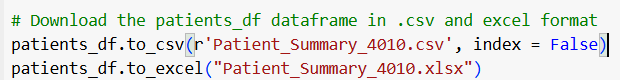 # Download the patients_df dataframe in .csv and excel format
patients_df.to_csv(r'Patient_Summary_4010.csv', index = False)
patients_df.to_excel("Patient_Summary_4010.xlsx")